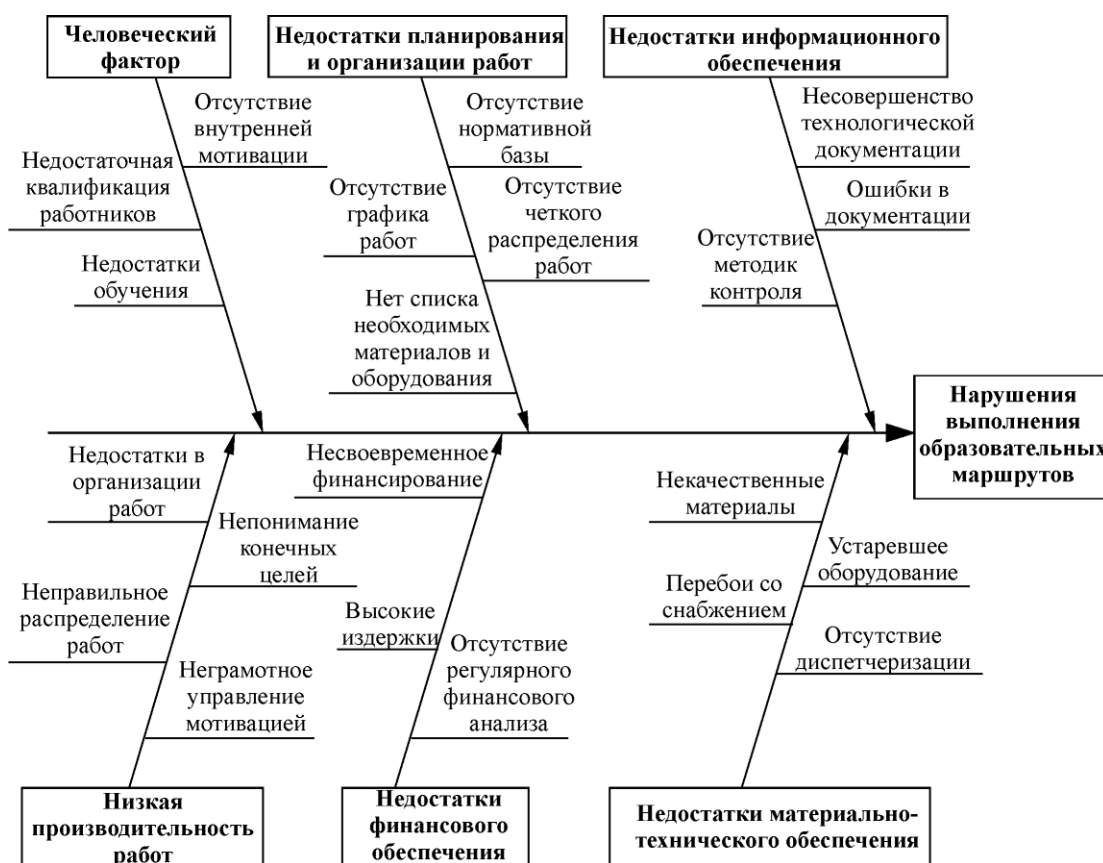 Человеческий
фактор
Недостатки планирования
и организации работ
Недостатки информационного
обеспечения
Отсутствие
внутренней
мотивации
Недостаточная
квалификация
работников
Недостатки
обучения
Отсутствие
нормативной
базы
Отсутствие
графика
работ
Отсутствие
четкого
распределения
работ
Нет списка
необходимых
материалов и
оборудования
Несовершенство
технологической
документации
Ошибки в
документации
Отсутствие
методик
контроля
Нарушения
выполнения
образовательных
маршрутов
Недостатки в
организации
работ
Непонимание
конечных
целей
Неправильное
распределение
работ
Неграмотное
управление
мотивацией
Несвоевременное
финансирование
Высокие
издержки
Отсутствие
регулярного
финансового
анализа
Некачественные
материалы
Устаревшее
оборудование
Перебои со
снабжением
Отсутствие
диспетчеризации
Низкая
производительность
работ
Недостатки
финансового
обеспечения
Недостатки материально-
технического обеспечения